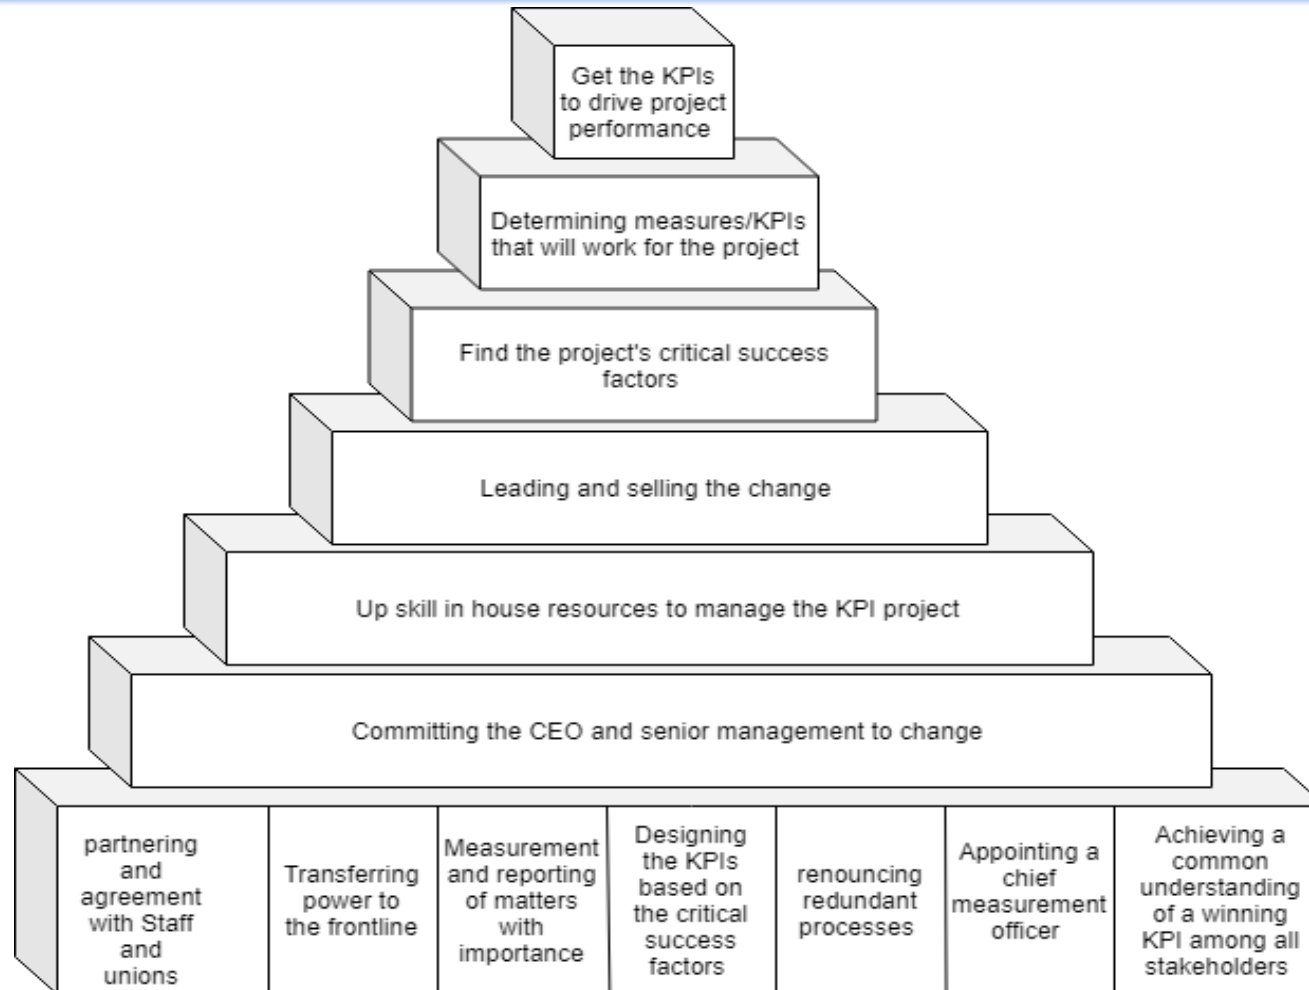 Get the KPIs
to drive project
performance
Determining measures/KPIs
that will work for the project
Find the project's critical success
factors
Leading and selling the change
Up skill in house resources to manage the KPI project
Committing the CEO and senior management to change
partnering
and
agreement
with Staff
and
unions
Transferring
power to
the frontline
Measurement
and reporting
of matters
with
importance
Designing
the KPIs
based on
the critical
success
factors
renouncing
redundant
processes
Appointing a
chief
measurement
officer
Achieving a
common
understanding
of a winning
KPI among all
stakeholders